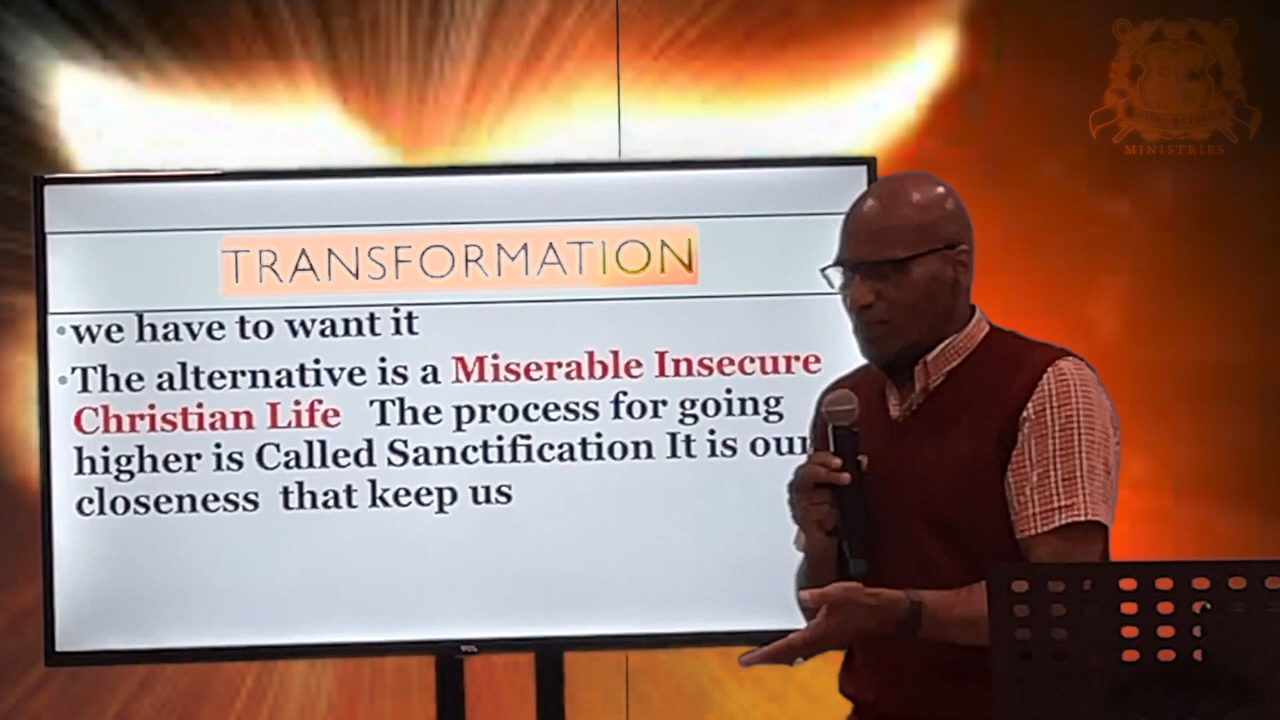 TRANSFORMATION
•we have to want it
•The alternative is a Miserable Insecure
Christian Life The process for going
higher is Called Sanctification It is our
closeness that keep us
TCL
MINISTRIES